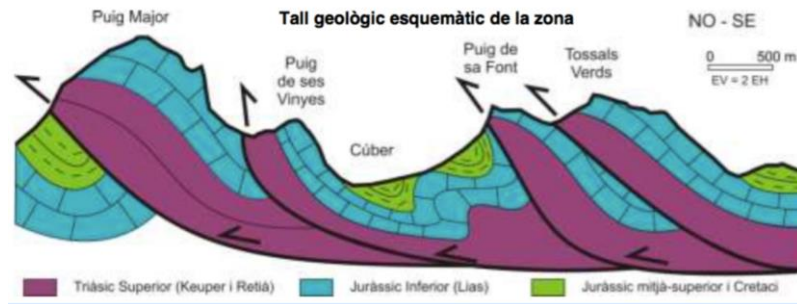 Tall geològic esquemàtic de la zona
NO - SE
Puig Major
Puig
de ses
Vinyes
Cúber
Puig de
sa Font
Tossals
Verds
0 500 m
EV = 2 EH
Triàsic Superior (Keuper i Retià)
Juràssic Inferior (Lias)
Juràssic mitjà-superior i Cretaci